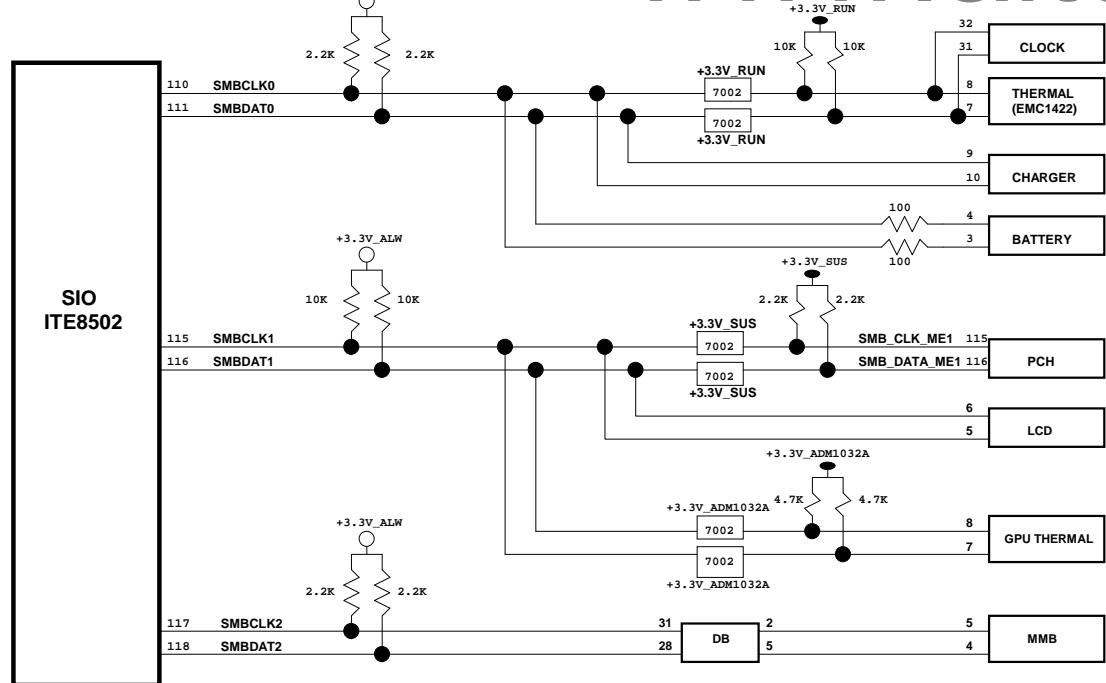 +3.3V_RUN
32
2.2K 2.2K 10K 10K CLOCK
31
+3.3V_RUN
110 SMBCLK0 7002 8 THERMAL
111 SMBDAT0 7002 7 (EMC1422)
+3.3V_RUN
9
10 CHARGER
100
4
3 BATTERY
100
+3.3V_ALW
+3.3V_SUS
SIO
ITE8502
10K 10K 2.2K 2.2K
+3.3V_SUS
115 SMBCLK1 7002 SMB_CLK_ME1 115
116 SMBDAT1 7002 SMB_DATA_ME1 116 PCH
+3.3V_SUS
6
5 LCD
+3.3V_ADM1032A
4.7K 4.7K
+3.3V_ADM1032A
+3.3V_ALW
7002 8
GPU THERMAL
7002 7
+3.3V_ADM1032A
2.2K 2.2K
117 SMBCLK2 31 DB 2 5 MMB
118 SMBDAT2 28 5 4